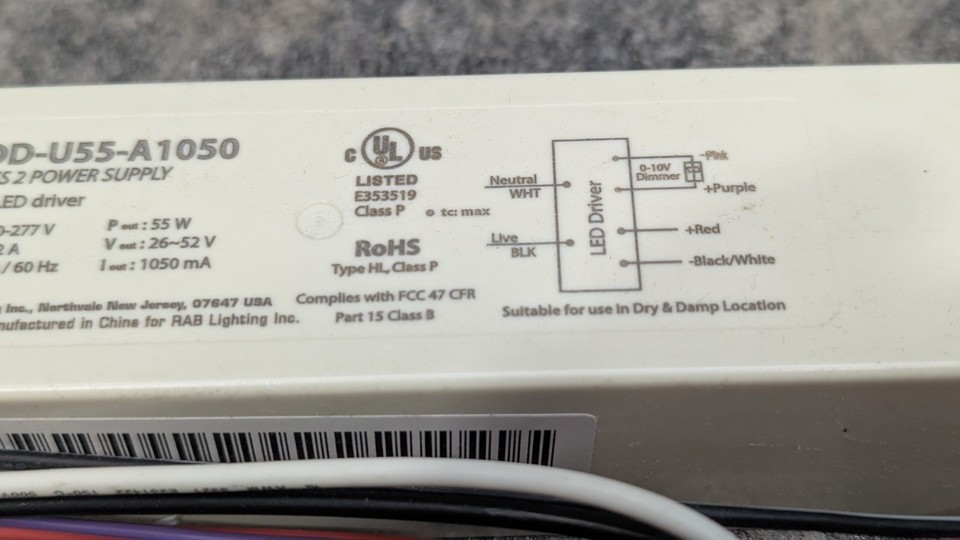 DD-U55-A1050
S 2 POWER SUPPLY
LED driver
0-277 V
2 A
/ 60 Hz
P out : 55 W
V out : 26~52 V
I out : 1050 mA
Inc., Northvale New Jersey, 07647 USA
nufactured in China for RAB Lighting Inc.
C UL US
LISTED
E353519
Class P
tc: max
RoHS
Type HL, Class P
Complies with FCC 47 CFR
Part 15 Class B
Neutral
WHT
Live
BLK
LED Driver
0-10V
Dimmer
-Pink
+Purple
+Red
-Black/White
Suitable for use in Dry & Damp Location